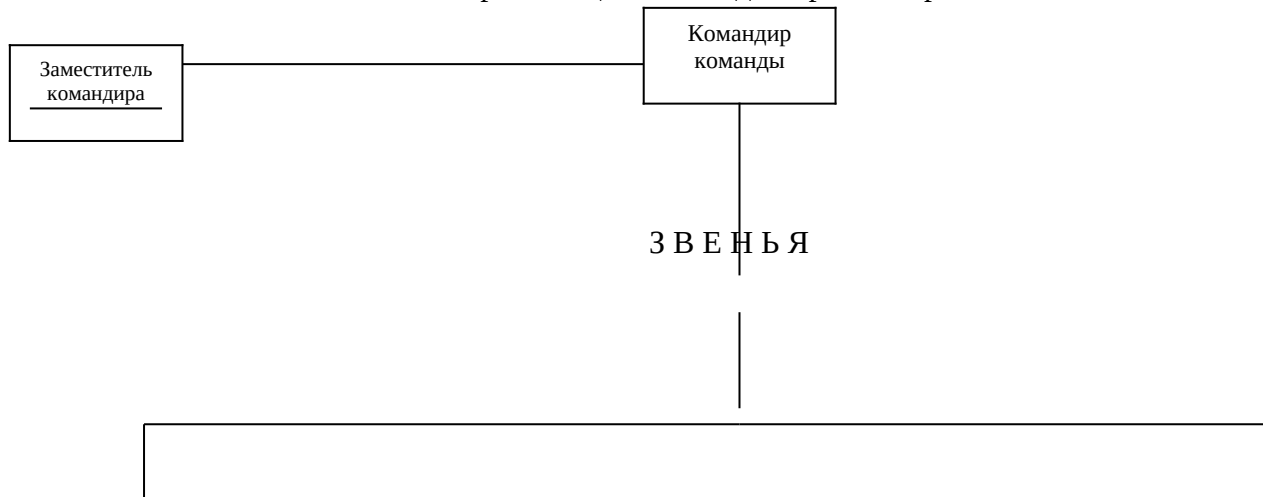 Командир
команды
Заместитель
командира
З В Е Н Ь Я